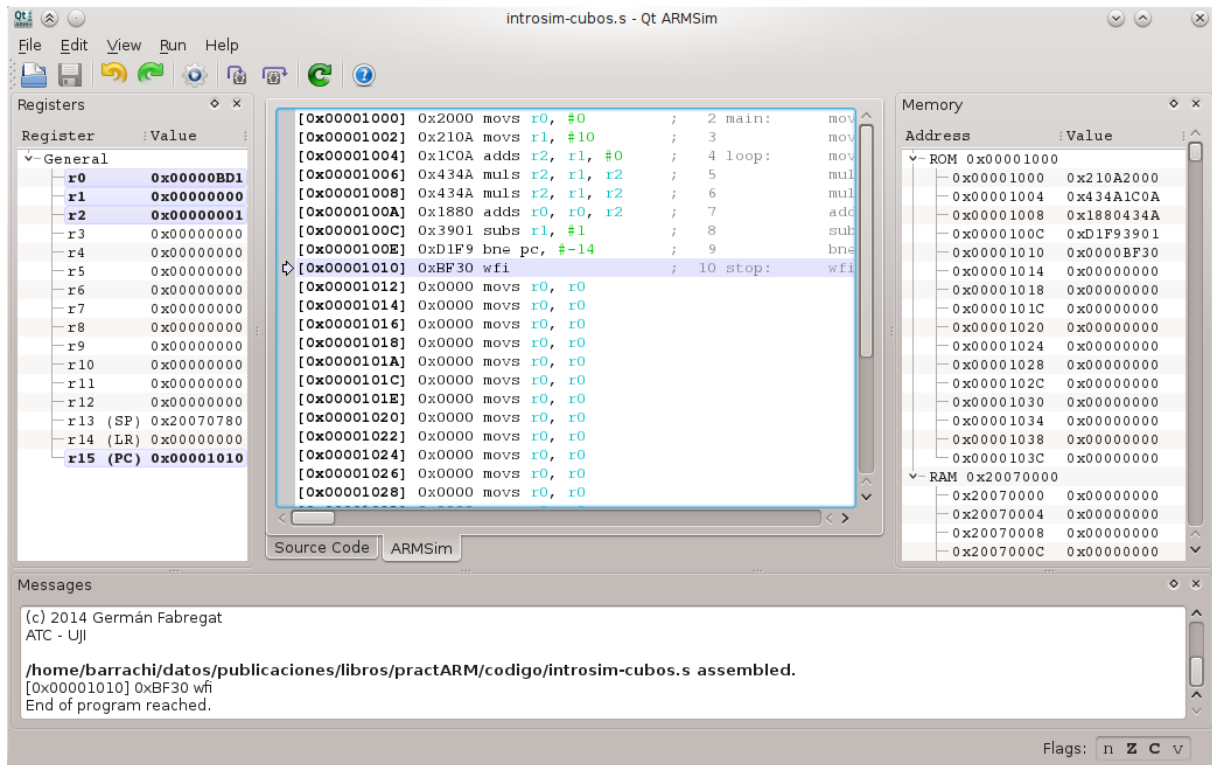 introsim-cubos.s - Qt ARMSim
File Edit View Run Help
Registers
Register Value
General
r0 0x00000BD1
r1 0x00000000
r2 0x00000001
r3 0x00000000
r4 0x00000000
r5 0x00000000
r6 0x00000000
r7 0x00000000
r8 0x00000000
r9 0x00000000
r10 0x00000000
r11 0x00000000
r12 0x00000000
r13 (SP) 0x20070780
r14 (LR) 0x00000000
r15 (PC) 0x00001010
[0x00001000] 0x2000 movs r0, #0 ; 2 main: mov
[0x00001002] 0x210A movs r1, #10 ; 3 mov
[0x00001004] 0x1C0A adds r2, r1, #0 ; 4 loop: mov
[0x00001006] 0x434A muls r2, r1, r2 ; 5 mul
[0x00001008] 0x434A muls r2, r1, r2 ; 6 mul
[0x0000100A] 0x1880 adds r0, r0, r2 ; 7 add
[0x0000100C] 0x3901 subs r1, #1 ; 8 sub
[0x0000100E] 0xD1F9 bne pc, #-14 ; 9 bne
[0x00001010] 0xBF30 wfi ; 10 stop: wfi
[0x00001012] 0x0000 movs r0, r0
[0x00001014] 0x0000 movs r0, r0
[0x00001016] 0x0000 movs r0, r0
[0x00001018] 0x0000 movs r0, r0
[0x0000101A] 0x0000 movs r0, r0
[0x0000101C] 0x0000 movs r0, r0
[0x0000101E] 0x0000 movs r0, r0
[0x00001020] 0x0000 movs r0, r0
[0x00001022] 0x0000 movs r0, r0
[0x00001024] 0x0000 movs r0, r0
[0x00001026] 0x0000 movs r0, r0
[0x00001028] 0x0000 movs r0, r0
Source Code ARMSim
Memory
Address Value
ROM 0x00001000
0x00001000 0x210A2000
0x00001004 0x434A1C0A
0x00001008 0x1880434A
0x0000100C 0xD1F93901
0x00001010 0x0000BF30
0x00001014 0x00000000
0x00001018 0x00000000
0x0000101C 0x00000000
0x00001020 0x00000000
0x00001024 0x00000000
0x00001028 0x00000000
0x0000102C 0x00000000
0x00001030 0x00000000
0x00001034 0x00000000
0x00001038 0x00000000
0x0000103C 0x00000000
RAM 0x20070000
0x20070000 0x00000000
0x20070004 0x00000000
0x20070008 0x00000000
0x2007000C 0x00000000
Messages
(c) 2014 Germán Fabregat
ATC - UJI
/home/barrachi/datos/publicaciones/libros/practARM/codigo/introsim-cubos.s assembled.
[0x00001010] 0xBF30 wfi
End of program reached.
Flags: n Z C v